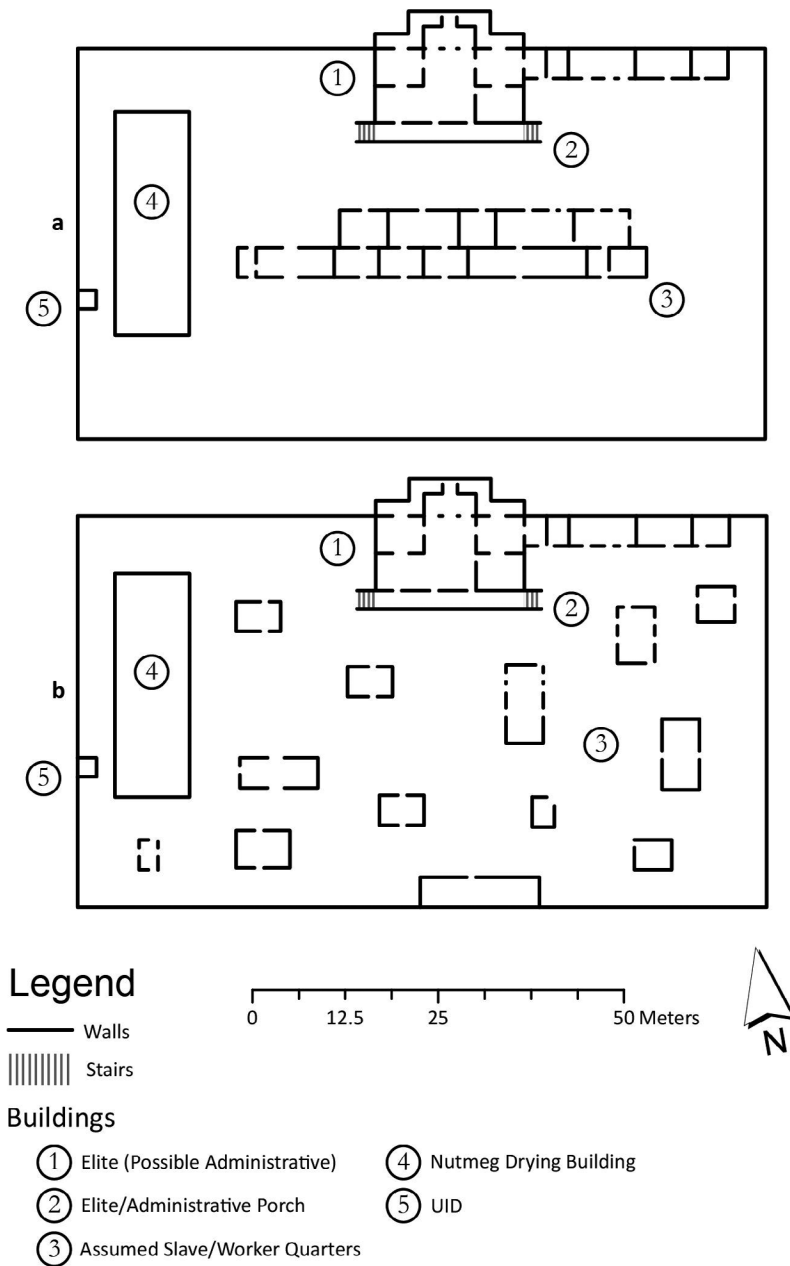 1
2
4
a
3
5
1
2
4
b
3
5
Legend
0 12.5 25 50 Meters
Walls
N
Stairs
Buildings
1 Elite (Possible Administrative) 4 Nutmeg Drying Building
2 Elite/Administrative Porch 5 UID
3 Assumed Slave/Worker Quarters